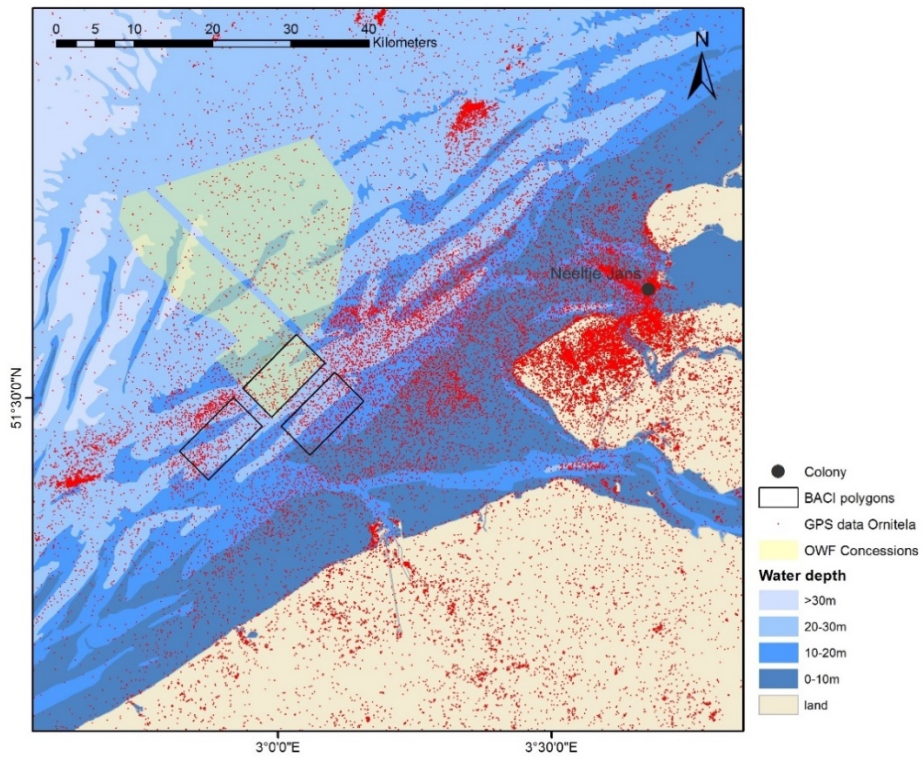 0 5 10 20 30 40
Kilometers
N
Neeltje Jans
51°30'0"N
3°0'0"E 3°30'0"E
Colony
BACI polygons
GPS data Ornitela
OWF Concessions
Water depth
>30m
20-30m
10-20m
0-10m
land